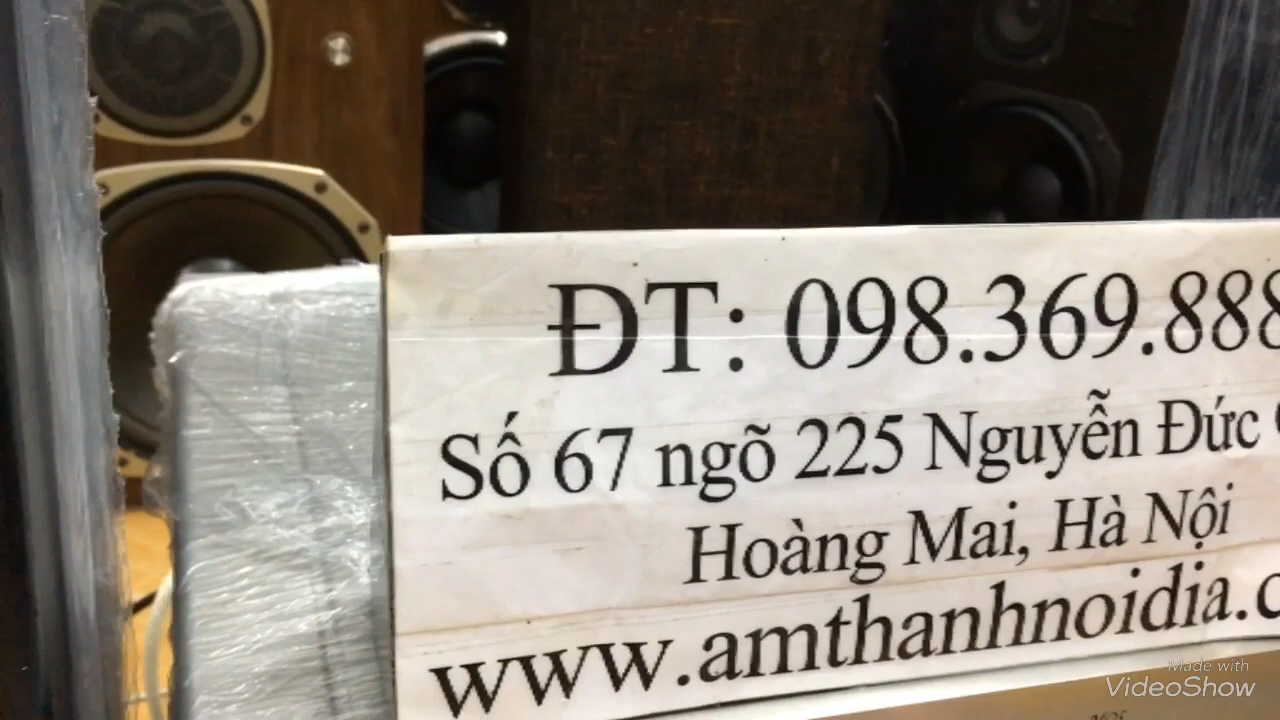 ĐT: 098.369.888
Số 67 ngõ 225 Nguyễn Đức
Hoàng Mai, Hà Nội
www.amthanhnoidia.c
Made with
VideoShow